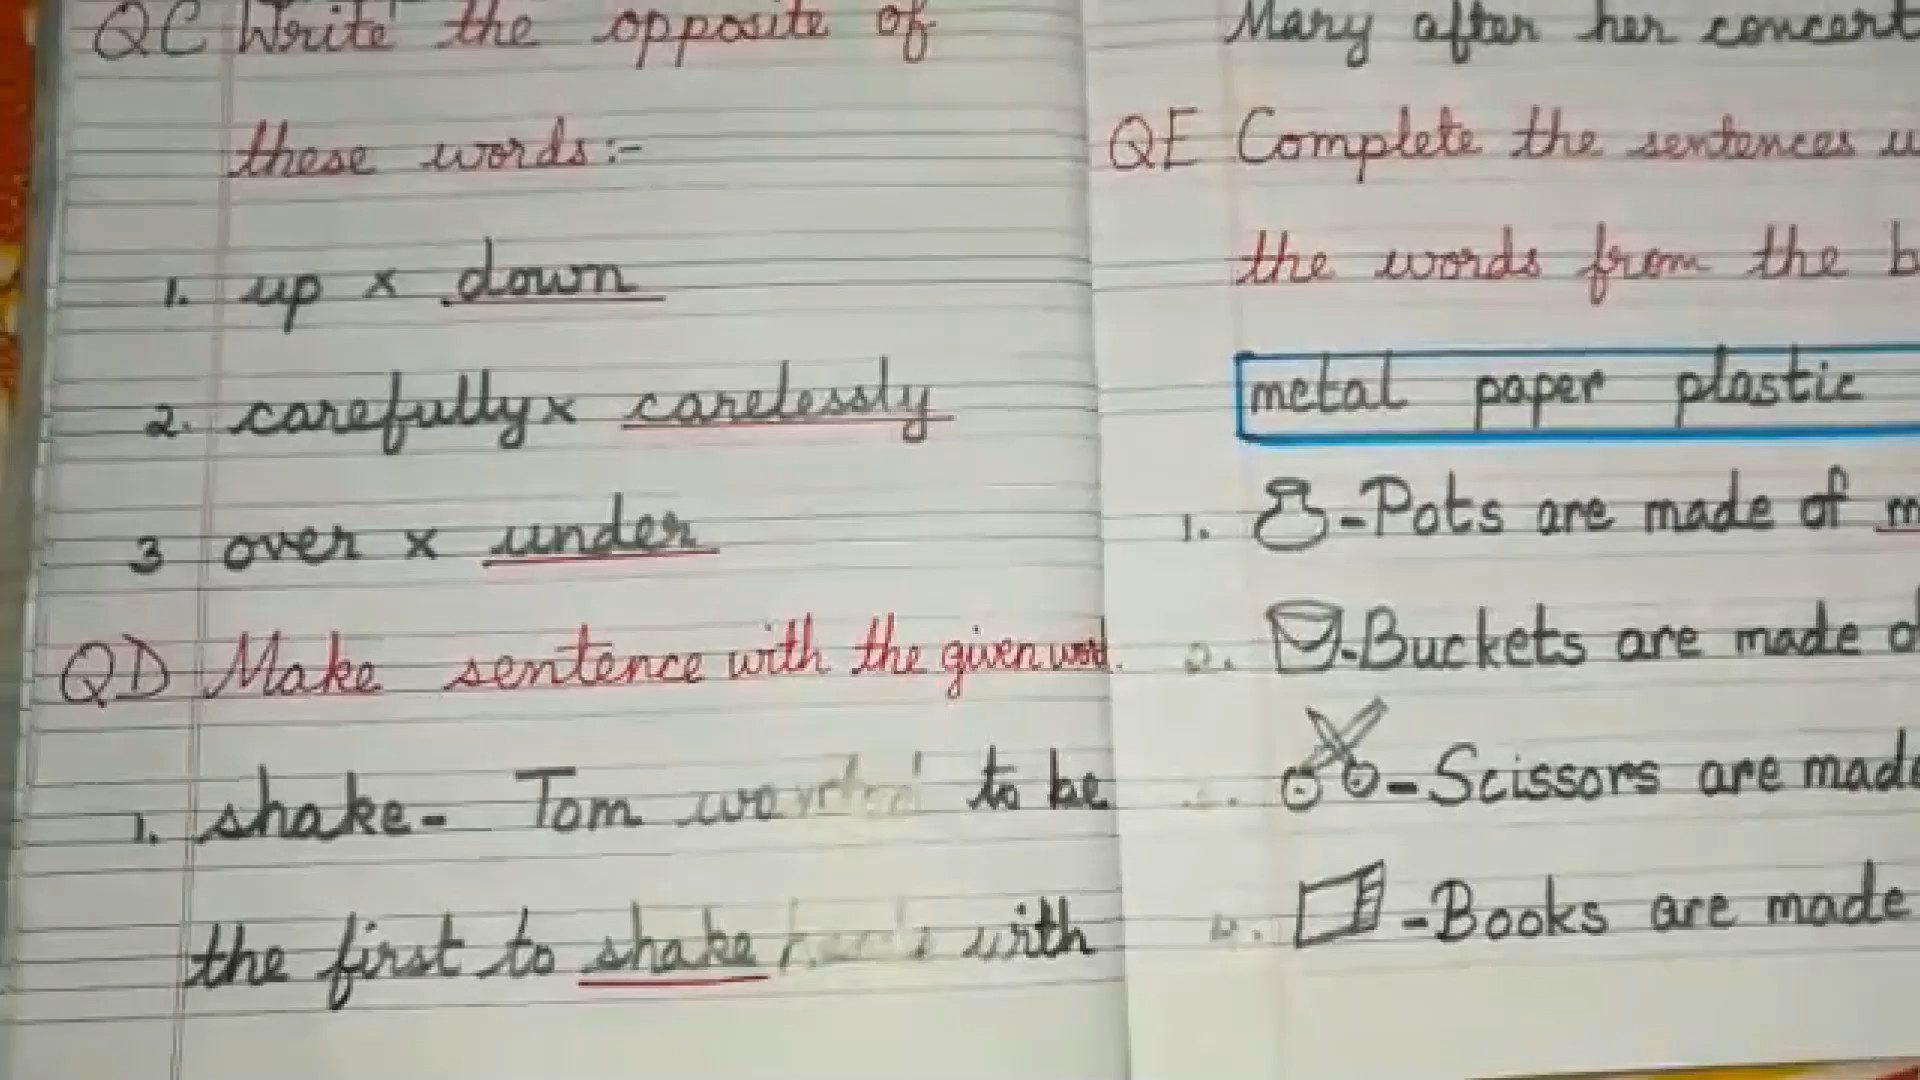 QC Write the opposite of
these words:-
1. up x down
2. carefully x carelessly
3 over x under
QD Make sentence with the given word.
1. shake- Tom wanted to be
the first to shake with
Mary after her concert
QE Complete the sentences
the words from the
metal paper plastic
1. -Pots are made of
2. -Buckets are made
-Scissors are made
-Books are made